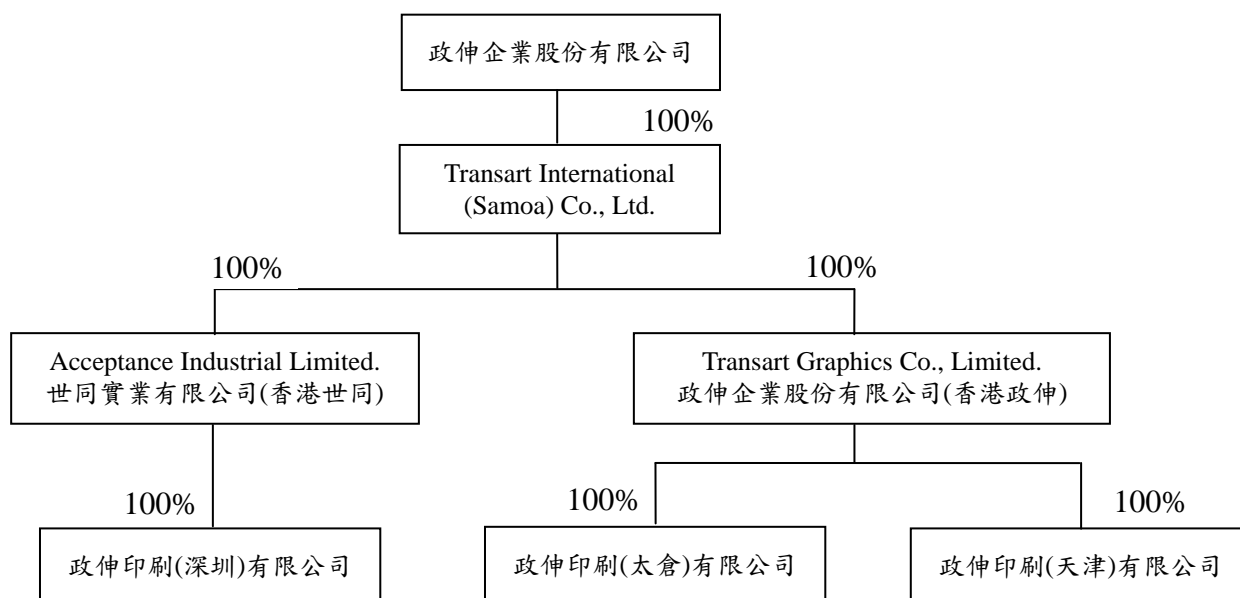 政伸企業股份有限公司
100%
Transart International
(Samoa) Co., Ltd.
100%
100%
Acceptance Industrial Limited.
世同實業有限公司(香港世同)
Transart Graphics Co., Limited.
政伸企業股份有限公司(香港政伸)
100%
100%
100%
政伸印刷(深圳)有限公司
政伸印刷(太倉)有限公司
政伸印刷(天津)有限公司